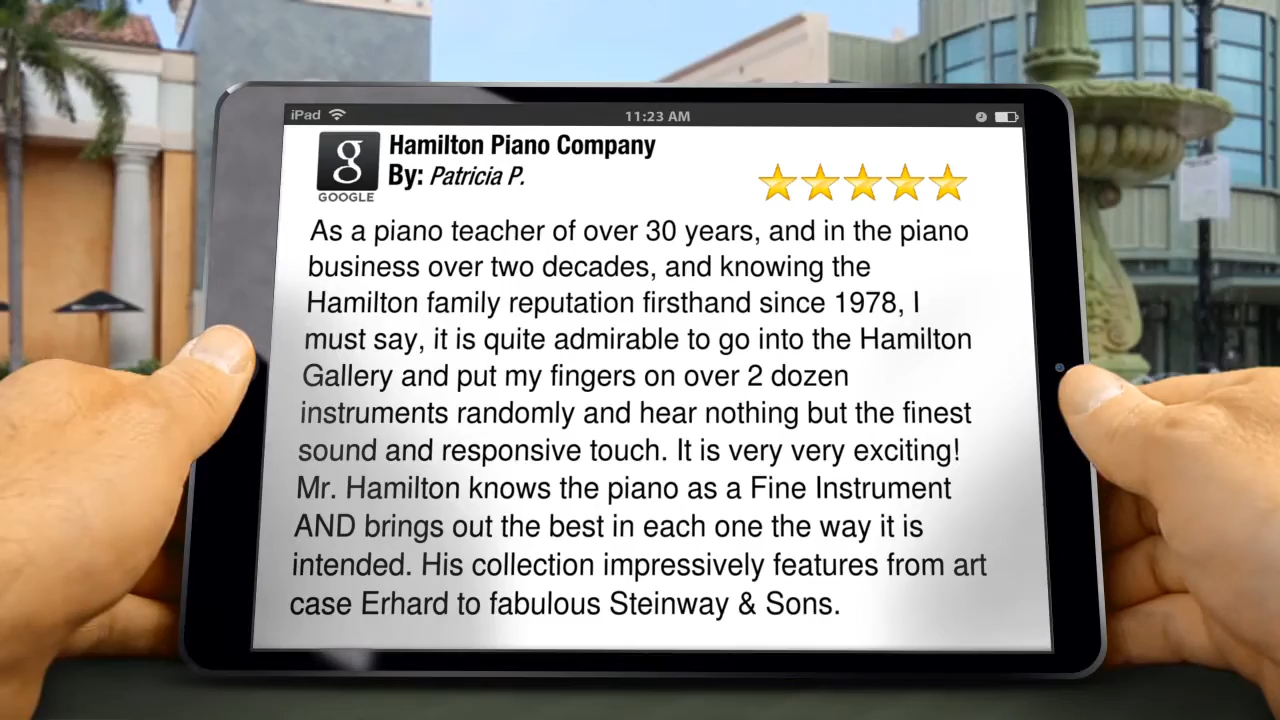 iPad
11:23 AM
g
GOOGLE
Hamilton Piano Company
By: Patricia P.
As a piano teacher of over 30 years, and in the piano
business over two decades, and knowing the
Hamilton family reputation firsthand since 1978, I
must say, it is quite admirable to go into the Hamilton
Gallery and put my fingers on over 2 dozen
instruments randomly and hear nothing but the finest
sound and responsive touch. It is very very exciting!
Mr. Hamilton knows the piano as a Fine Instrument
AND brings out the best in each one the way it is
intended. His collection impressively features from art
case Erhard to fabulous Steinway & Sons.